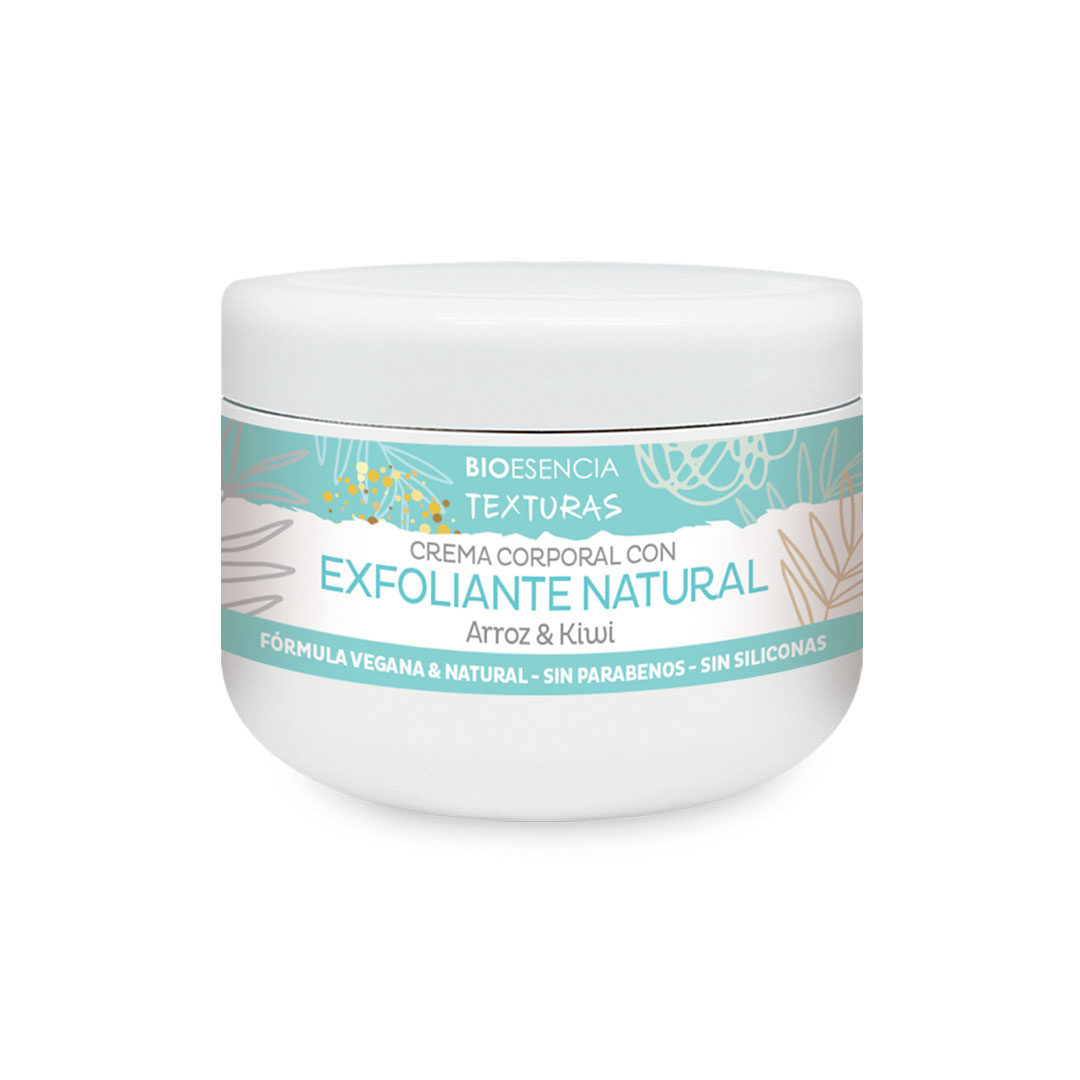 BIOESENCIA
TEXTURAS
CREMA CORPORAL CON
EXFOLIANTE NATURAL
Arroz & Kiwi
FÓRMULA VEGANA & NATURAL - SIN PARABENOS - SIN SILICONAS